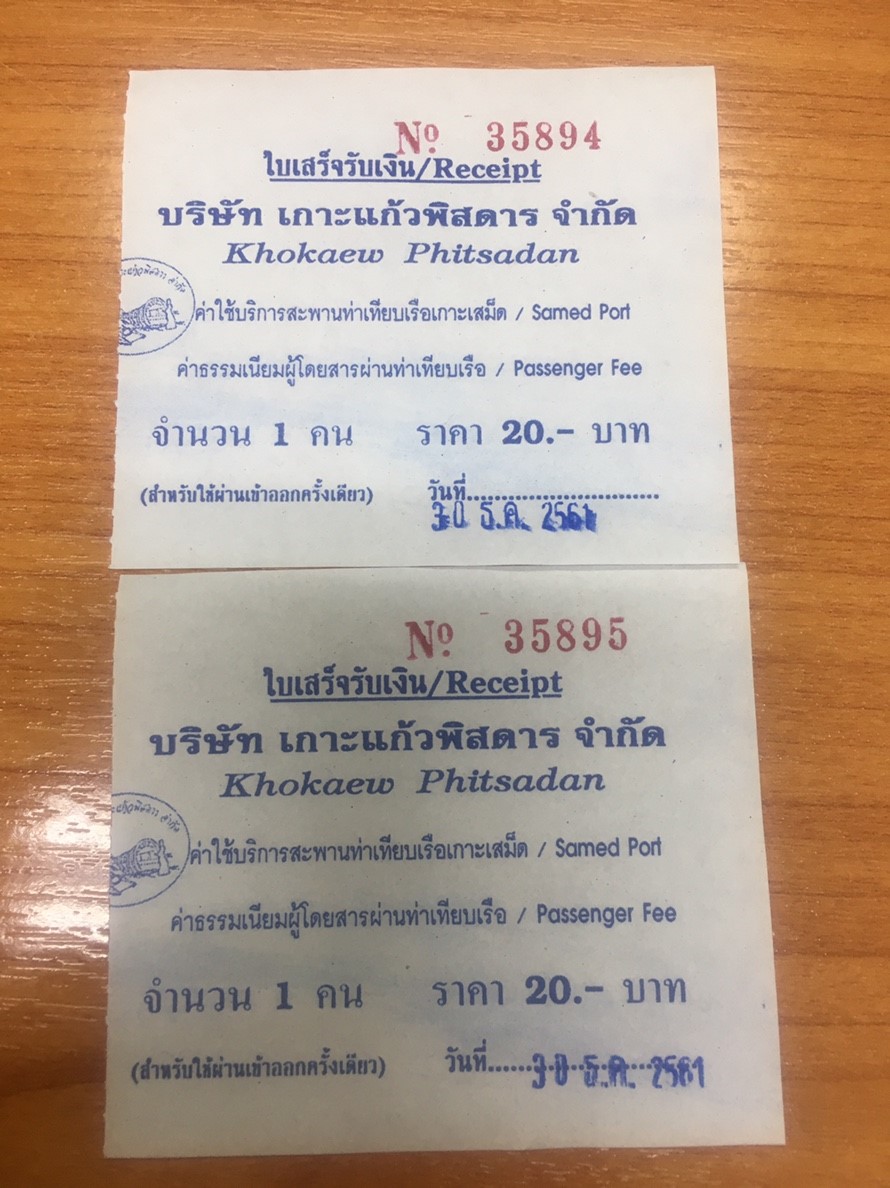 No. 35894
ใบเสร็จรับเงิน/Receipt
บริษัท เกาะแก้วพิสดาร จำกัด
Khokaew Phitsadan
ค่าใช้บริการสะพานท่าเทียบเรือเกาะเสม็ด / Samed Port
ค่าธรรมเนียมผู้โดยสารผ่านท่าเทียบเรือ / Passenger Fee
จำนวน 1 คน ราคา 20.- บาท
(สำหรับใช้ผ่านเข้าออกครั้งเดียว) วันที่............................
30 ธ.ค. 2561
No. 35895
ใบเสร็จรับเงิน/Receipt
บริษัท เกาะแก้วพิสดาร จำกัด
Khokaew Phitsadan
ค่าใช้บริการสะพานท่าเทียบเรือเกาะเสม็ด / Samed Port
ค่าธรรมเนียมผู้โดยสารผ่านท่าเทียบเรือ / Passenger Fee
จำนวน 1 คน ราคา 20.- บาท
(สำหรับใช้ผ่านเข้าออกครั้งเดียว) วันที่............................
30 ธ.ค. 2561